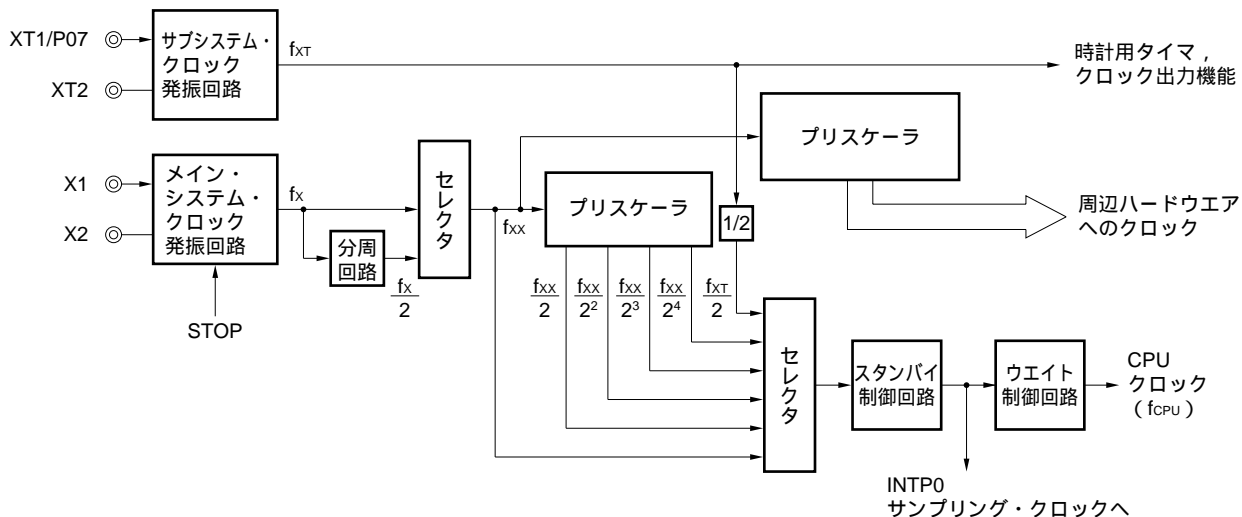 XT1/P07
XT2
サブシステム・
クロック
発振回路
fXT
時計用タイマ,
クロック出力機能
プリスケーラ
X1
X2
メイン・
システム・
クロック
発振回路
fX
セレクタ
fXX
プリスケーラ
1/2
周辺ハードウエア
へのクロック
分周
回路
fX/2
fXX/2
fXX/2²
fXX/2³
fXX/2⁴
fXT/2
STOP
セレクタ
スタンバイ
制御回路
ウエイト
制御回路
CPU
クロック
(fCPU)
INTP0
サンプリング・クロックへ